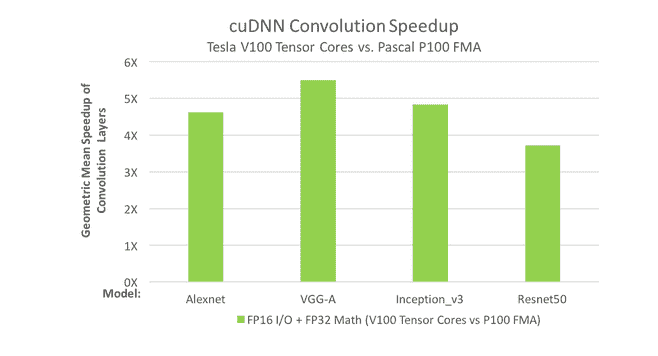 cuDNN Convolution Speedup
Tesla V100 Tensor Cores vs. Pascal P100 FMA
Geometric Mean Speedup of
Convolution Layers
6X
5X
4X
3X
2X
1X
0X
Model:
Alexnet
VGG-A
Inception_v3
Resnet50
FP16 I/O + FP32 Math (V100 Tensor Cores vs P100 FMA)